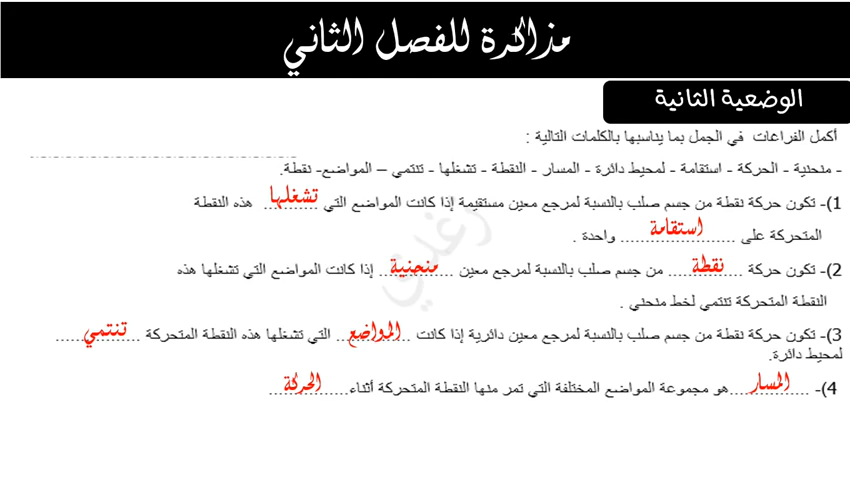 مذاكرة للفصل الثاني
الوضعية الثانية
أكمل الفراغات في الجمل بما يناسبها بالكلمات التالية :
- منحنية - الحركة - استقامة - لمحيط دائرة - المسار - النقطة - تشغلها - تنتمي – المواضع- نقطة.
1)- تكون حركة نقطة من جسم صلب بالنسبة لمرجع معين مستقيمة إذا كانت المواضع التي تشغلها هذه النقطة
المتحركة على استقامة واحدة .
2)- تكون حركة نقطة من جسم صلب بالنسبة لمرجع معين منحنية إذا كانت المواضع التي تشغلها هذه
النقطة المتحركة تنتمي لخط منحني .
3)- تكون حركة نقطة من جسم صلب بالنسبة لمرجع معين دائرية إذا كانت المواضع التي تشغلها هذه النقطة المتحركة تنتمي
لمحيط دائرة.
4)- المسار هو مجموعة المواضع المختلفة التي تمر منها النقطة المتحركة أثناء الحركة